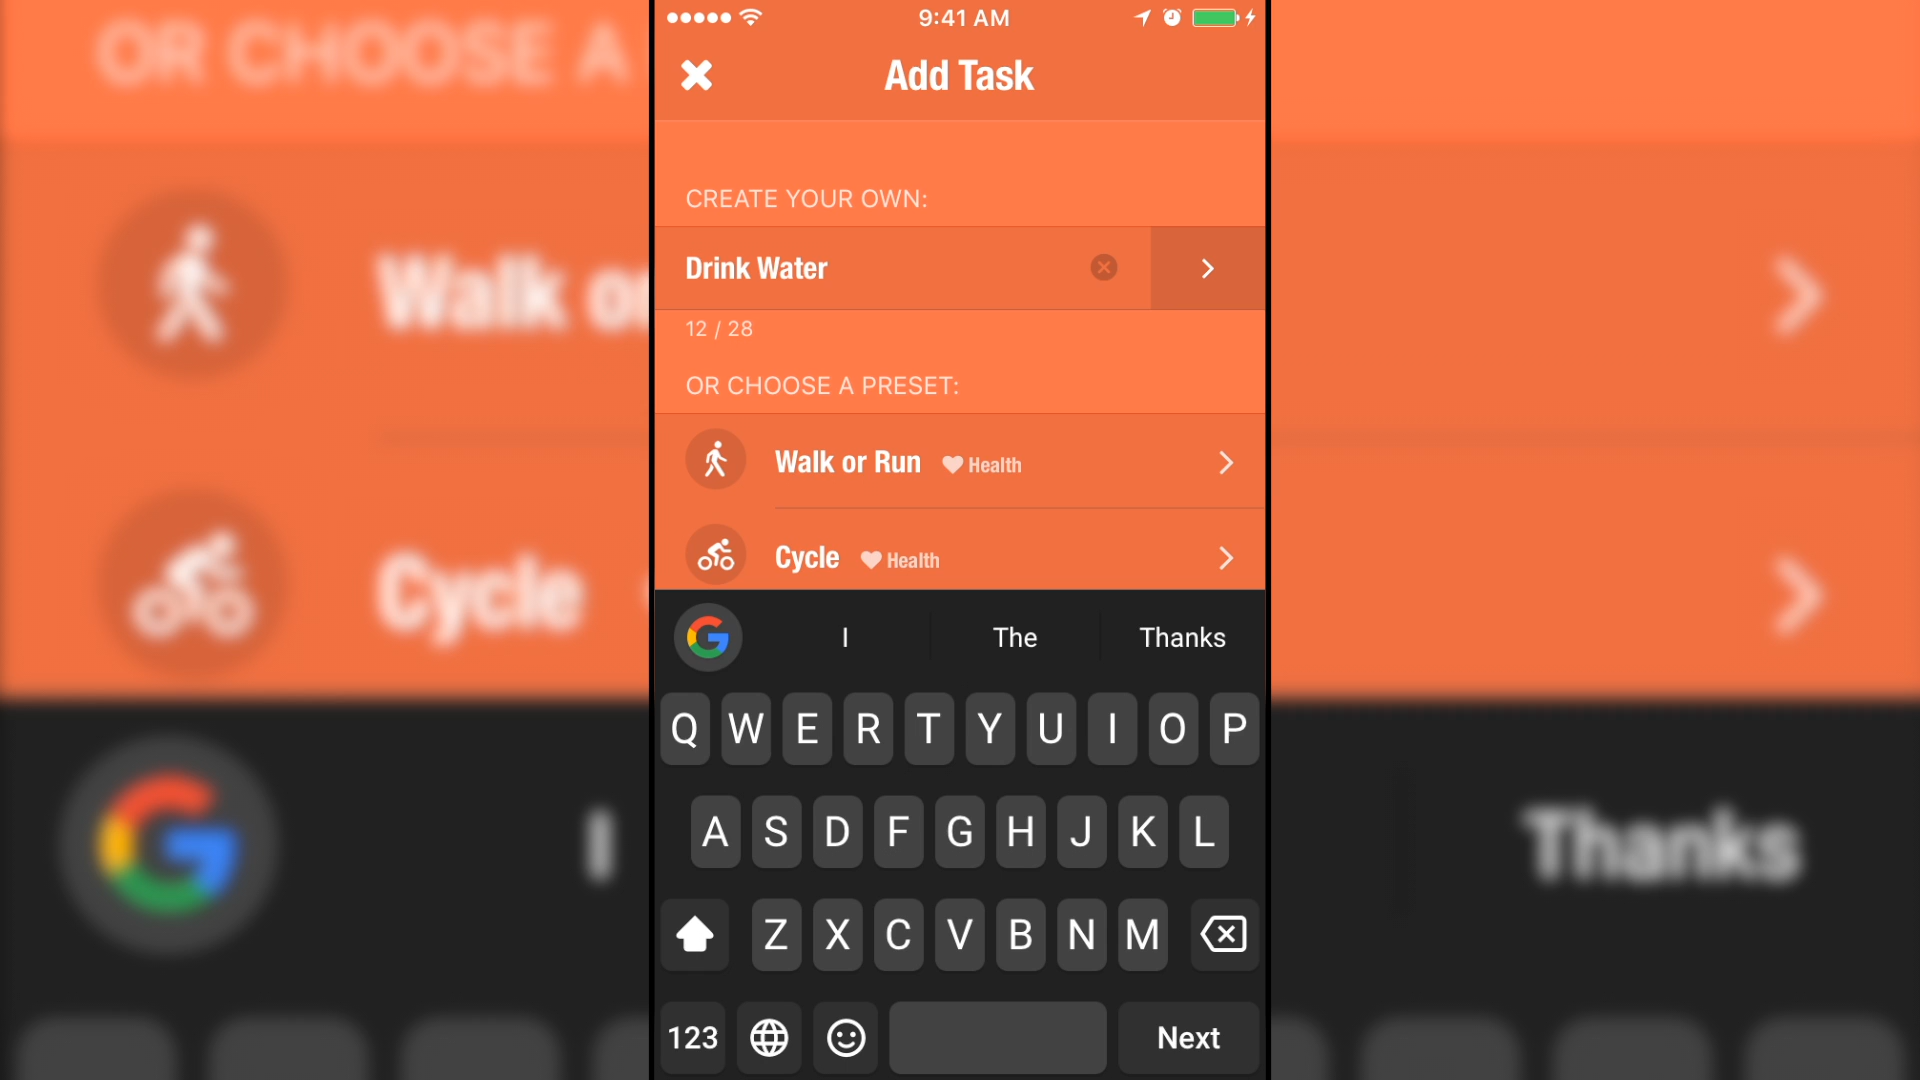 9:41 AM
Add Task
CREATE YOUR OWN:
Drink Water
12 / 28
OR CHOOSE A PRESET:
Walk or Run Health
Cycle Health
I The Thanks
Q W E R T Y U I O P
A S D F G H J K L
Z X C V B N M
123 Next
OR CHOOSE A
Walk or
Cycle
I
Thanks